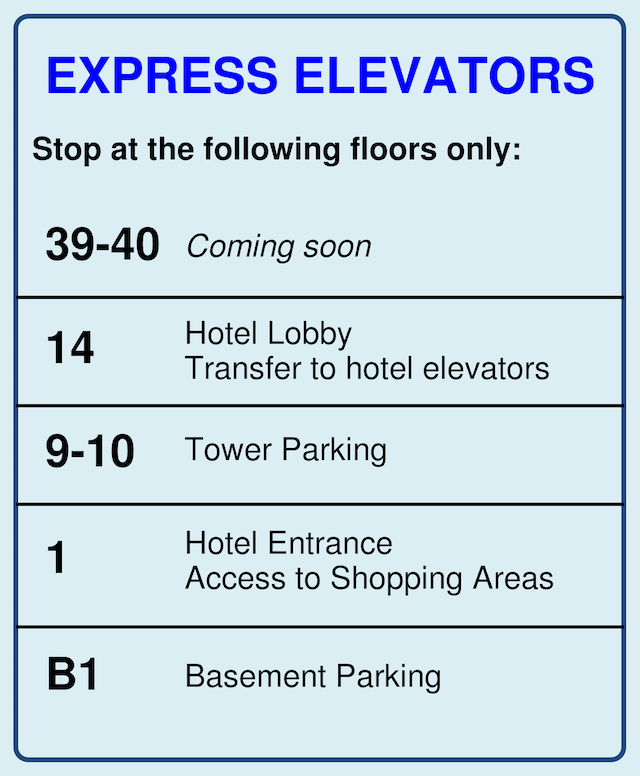 EXPRESS ELEVATORS
Stop at the following floors only:
39-40 Coming soon
14 Hotel Lobby
Transfer to hotel elevators
9-10 Tower Parking
1 Hotel Entrance
Access to Shopping Areas
B1 Basement Parking